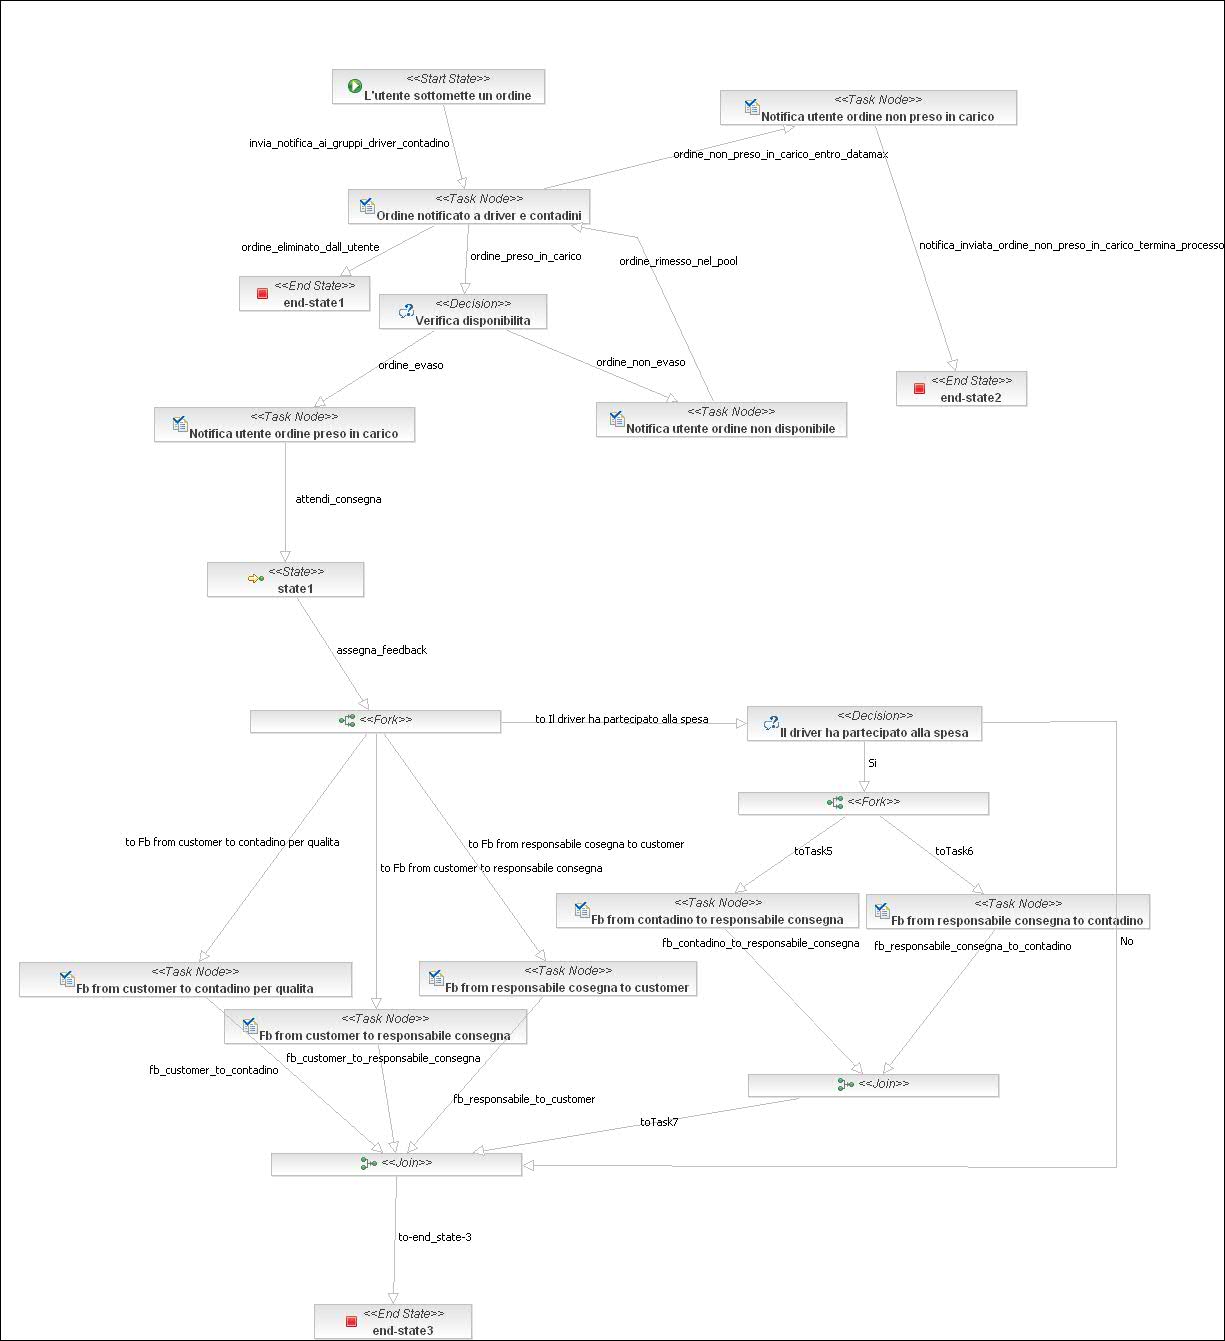 <<Start State>>
L'utente sottomette un ordine
<<Task Node>>
Notifica utente ordine non preso in carico
invia_notifica_ai_gruppi_driver_contadino
ordine_non_preso_in_carico_entro_datamax
<<Task Node>>
Ordine notificato a driver e contadini
ordine_eliminato_dall_utente
ordine_preso_in_carico
ordine_rimesso_nel_pool
notifica_inviata_ordine_non_preso_in_carico_termina_processo
<<End State>>
end-state1
<<Decision>>
Verifica disponibilita
ordine_evaso
ordine_non_evaso
<<End State>>
end-state2
<<Task Node>>
Notifica utente ordine preso in carico
<<Task Node>>
Notifica utente ordine non disponibile
attendi_consegna
<<State>>
state1
assegna_feedback
<<Fork>>
to Il driver ha partecipato alla spesa
<<Decision>>
Il driver ha partecipato alla spesa
Si
<<Fork>>
to Fb from customer to contadino per qualita
to Fb from responsabile cosegna to customer
to Fb from customer to responsabile consegna
toTask5
toTask6
<<Task Node>>
Fb from contadino to responsabile consegna
<<Task Node>>
Fb from responsabile consegna to contadino
fb_contadino_to_responsabile_consegna
fb_responsabile_consegna_to_contadino
No
<<Task Node>>
Fb from customer to contadino per qualita
<<Task Node>>
Fb from responsabile cosegna to customer
<<Task Node>>
Fb from customer to responsabile consegna
fb_customer_to_contadino
fb_customer_to_responsabile_consegna
fb_responsabile_to_customer
<<Join>>
toTask7
<<Join>>
to-end_state-3
<<End State>>
end-state3